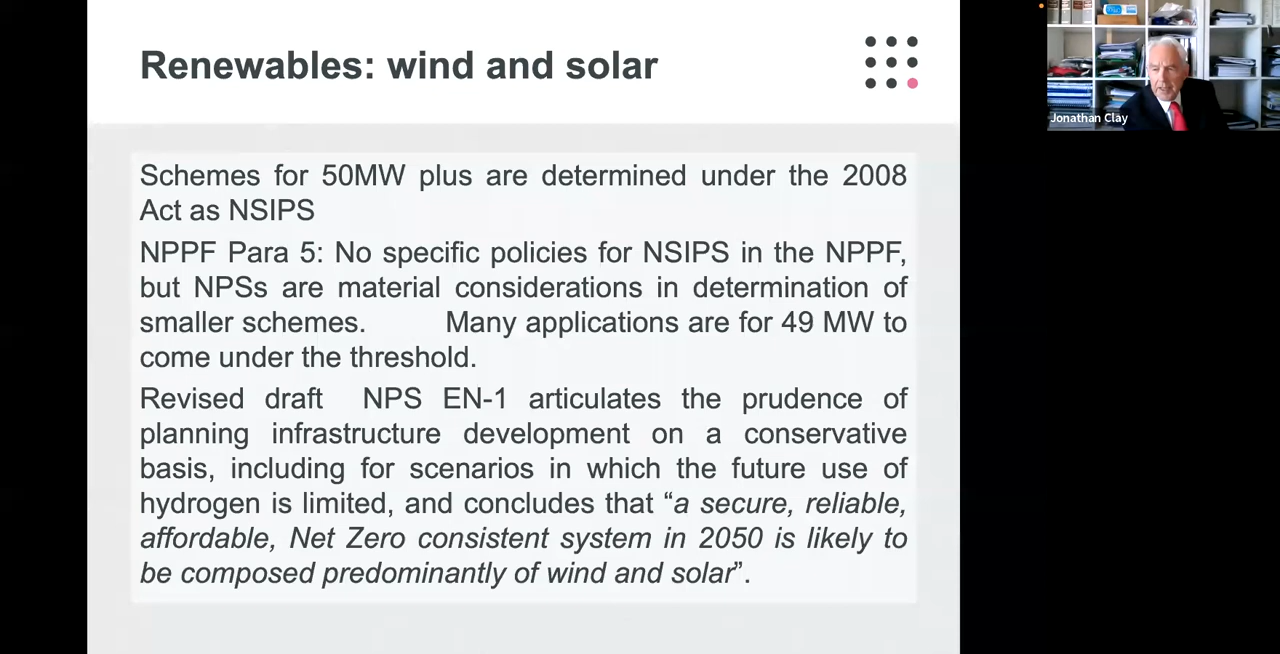 Renewables: wind and solar
Schemes for 50MW plus are determined under the 2008
Act as NSIPS
NPPF Para 5: No specific policies for NSIPS in the NPPF,
but NPSs are material considerations in determination of
smaller schemes. Many applications are for 49 MW to
come under the threshold.
Revised draft NPS EN-1 articulates the prudence of
planning infrastructure development on a conservative
basis, including for scenarios in which the future use of
hydrogen is limited, and concludes that “a secure, reliable,
affordable, Net Zero consistent system in 2050 is likely to
be composed predominantly of wind and solar”.
Jonathan Clay